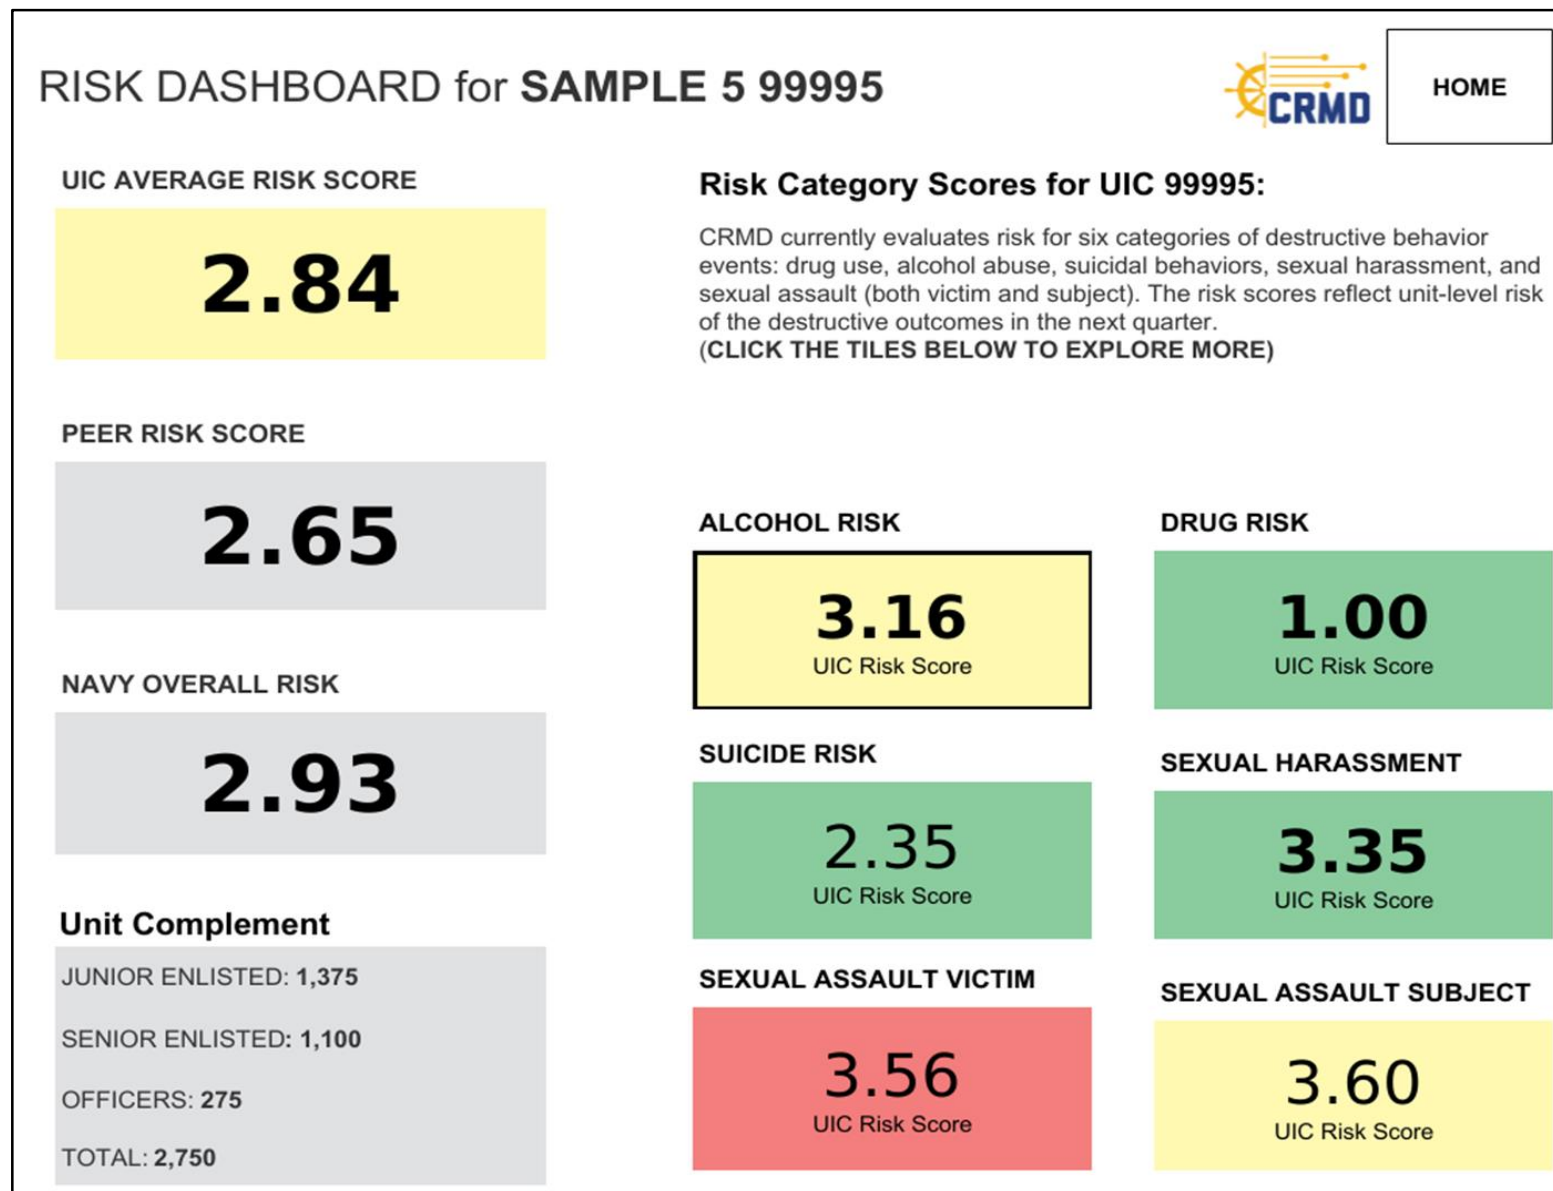 RISK DASHBOARD for SAMPLE 5 99995
CRMD
HOME
UIC AVERAGE RISK SCORE
2.84
PEER RISK SCORE
2.65
NAVY OVERALL RISK
2.93
Unit Complement
JUNIOR ENLISTED: 1,375
SENIOR ENLISTED: 1,100
OFFICERS: 275
TOTAL: 2,750
Risk Category Scores for UIC 99995:
CRMD currently evaluates risk for six categories of destructive behavior
events: drug use, alcohol abuse, suicidal behaviors, sexual harassment, and
sexual assault (both victim and subject). The risk scores reflect unit-level risk
of the destructive outcomes in the next quarter.
(CLICK THE TILES BELOW TO EXPLORE MORE)
ALCOHOL RISK
3.16
UIC Risk Score
DRUG RISK
1.00
UIC Risk Score
SUICIDE RISK
2.35
UIC Risk Score
SEXUAL HARASSMENT
3.35
UIC Risk Score
SEXUAL ASSAULT VICTIM
3.56
UIC Risk Score
SEXUAL ASSAULT SUBJECT
3.60
UIC Risk Score